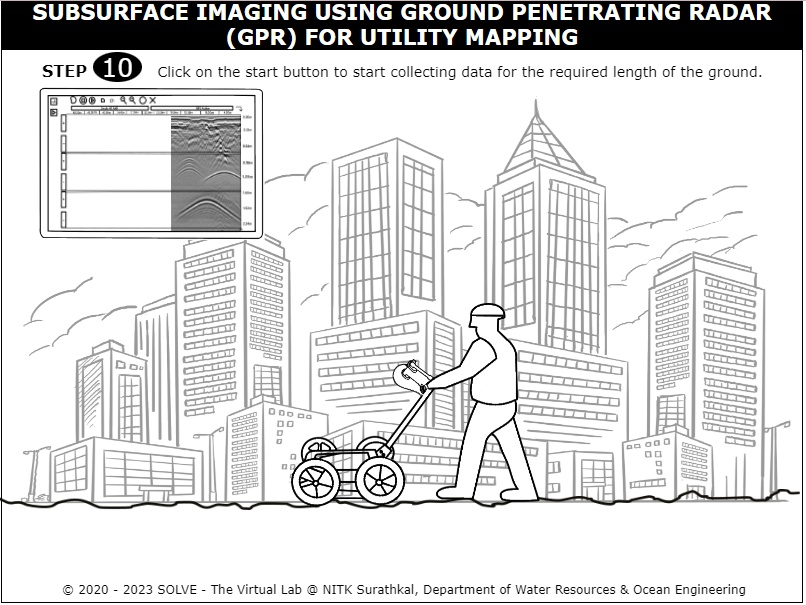 SUBSURFACE IMAGING USING GROUND PENETRATING RADAR
(GPR) FOR UTILITY MAPPING
STEP 10 Click on the start button to start collecting data for the required length of the ground.
© 2020 - 2023 SOLVE - The Virtual Lab @ NITK Surathkal, Department of Water Resources & Ocean Engineering